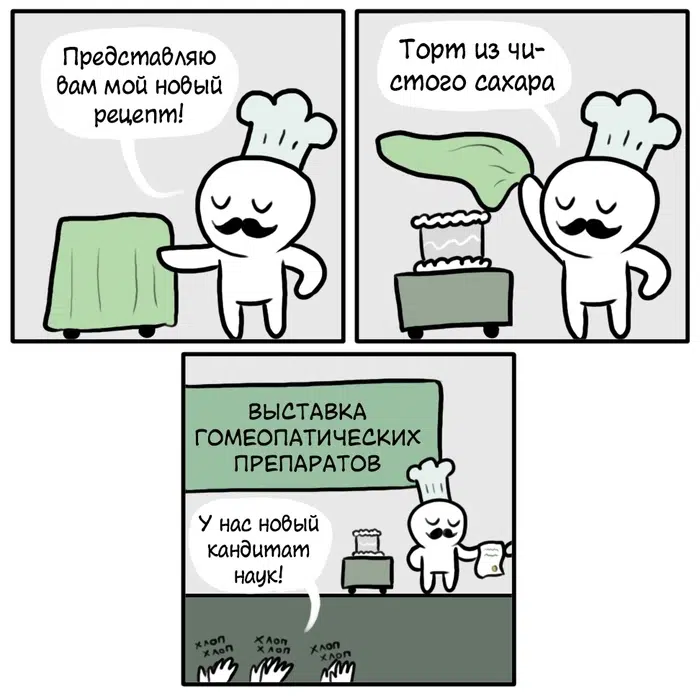 Представляю
вам мой новый
рецепт!
Торт из чи-
стого сахара
ВЫСТАВКА
ГОМЕОПАТИЧЕСКИХ
ПРЕПАРАТОВ
У нас новый
кандитат
наук!
хлоп хлоп хлоп
хлоп хлоп хлоп